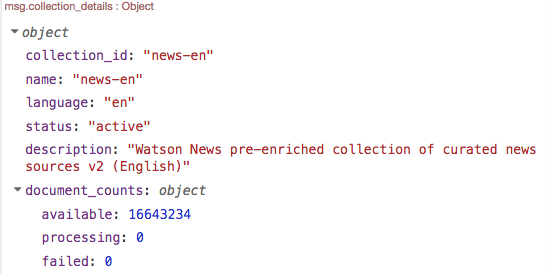 msg.collection_details : Object
object
collection_id: "news-en"
name: "news-en"
language: "en"
status: "active"
description: "Watson News pre-enriched collection of curated news
sources v2 (English)"
document_counts: object
available: 16643234
processing: 0
failed: 0